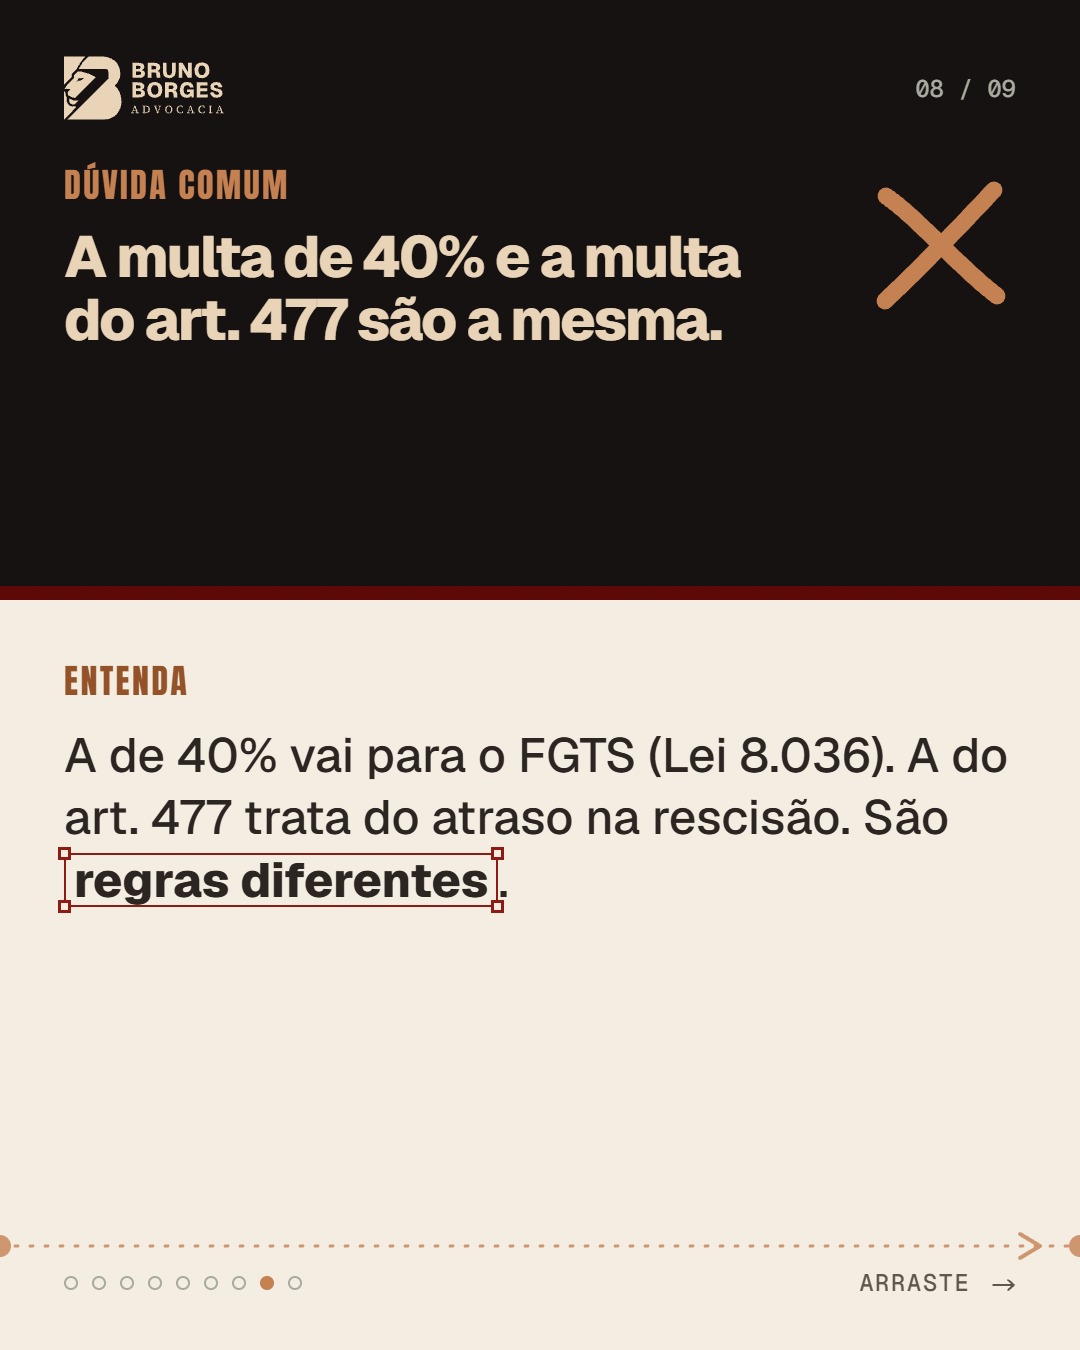 BRUNO
BORGES
ADVOCACIA
08 / 09
DÚVIDA COMUM
A multa de 40% e a multa
do art. 477 são a mesma.
ENTENDA
A de 40% vai para o FGTS (Lei 8.036). A do
art. 477 trata do atraso na rescisão. São
regras diferentes.
ARRASTE →